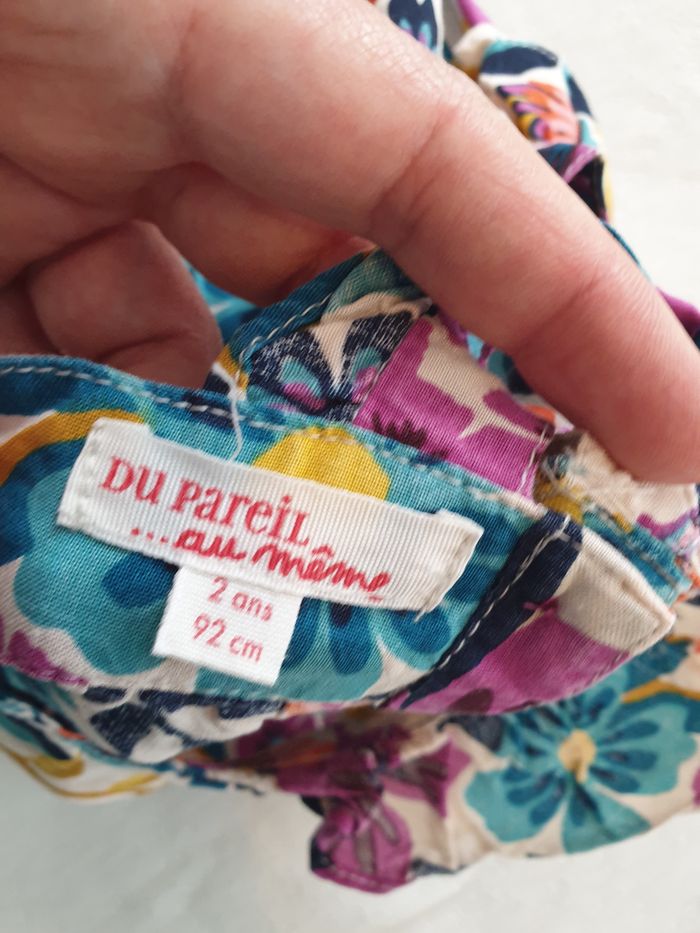 DU PAREIL
...au même
2 ans
92 cm